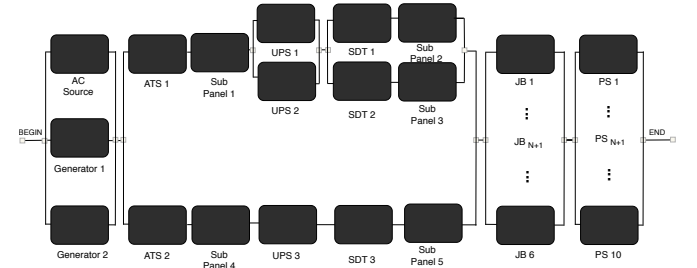 BEGIN
AC
Source
Generator 1
Generator 2
ATS 1
Sub
Panel 1
UPS 1
UPS 2
SDT 1
SDT 2
Sub
Panel 2
Sub
Panel 3
ATS 2
Sub
Panel 4
UPS 3
SDT 3
Sub
Panel 5
JB 1
JB N+1
JB 6
PS 1
PS N+1
PS 10
END